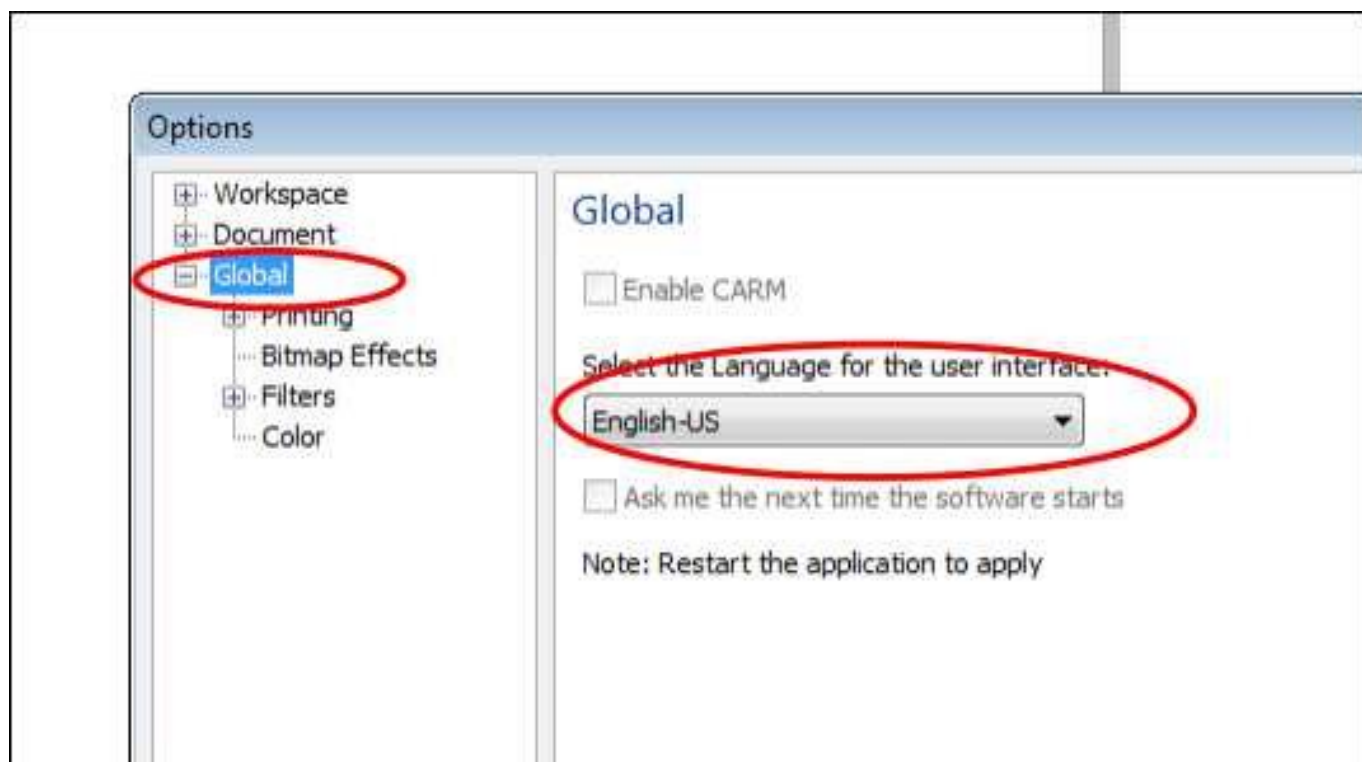 Options
Workspace
Document
Global
Printing
Bitmap Effects
Filters
Color
Global
Enable CARM
Select the Language for the user interface:
English-US
Ask me the next time the software starts
Note: Restart the application to apply